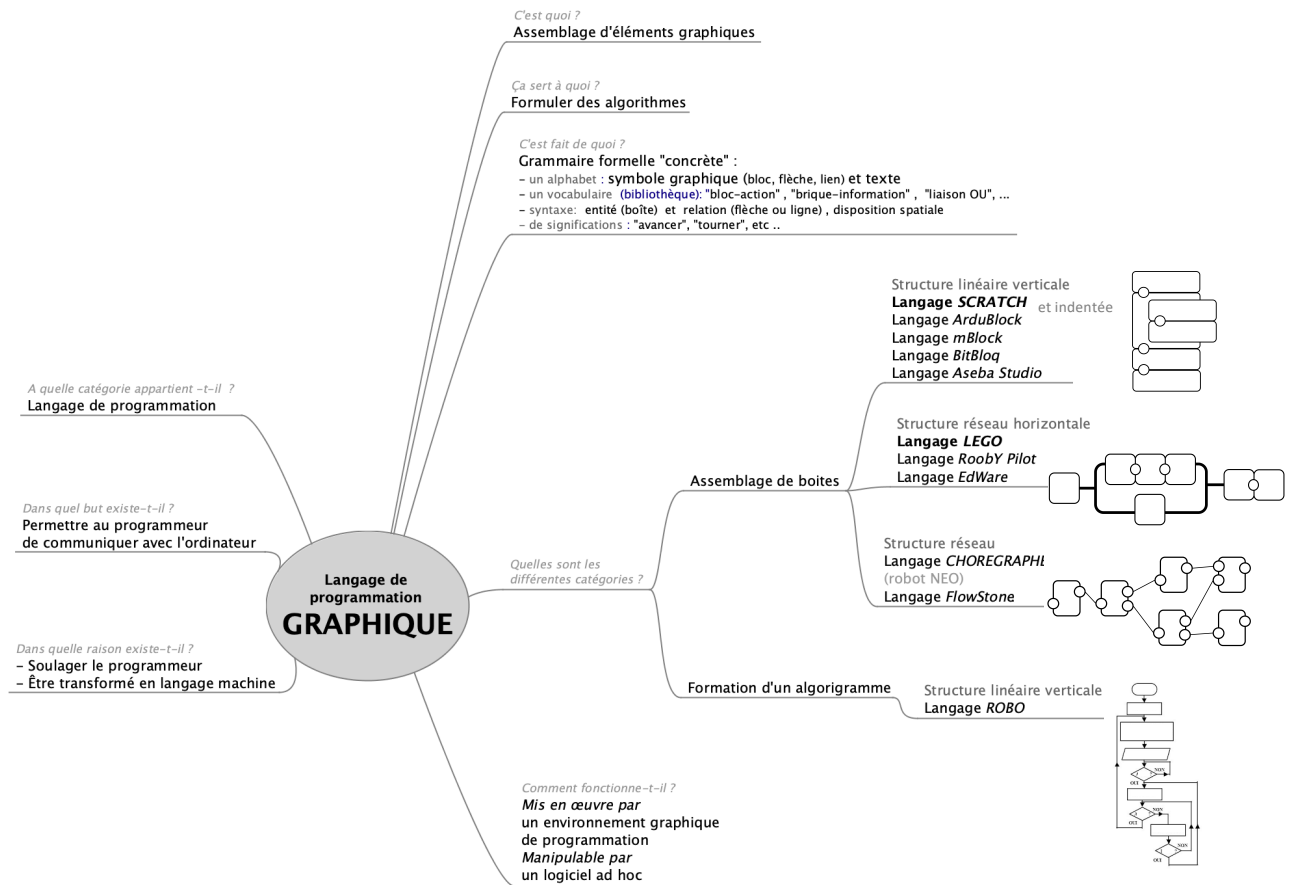 C'est quoi ?
Assemblage d'éléments graphiques
Ça sert à quoi ?
Formuler des algorithmes
C'est fait de quoi ?
Grammaire formelle "concrète" :
- un alphabet : symbole graphique (bloc, flèche, lien) et texte
- un vocabulaire (bibliothèque): "bloc-action" , "brique-information" , "liaison OU", ...
- syntaxe: entité (boîte) et relation (flèche ou ligne) , disposition spatiale
- de significations : "avancer", "tourner", etc ..
A quelle catégorie appartient -t-il ?
Langage de programmation
Dans quel but existe-t-il ?
Permettre au programmeur
de communiquer avec l'ordinateur
Dans quelle raison existe-t-il ?
- Soulager le programmeur
- Être transformé en langage machine
Langage de
programmation
GRAPHIQUE
Quelles sont les
différentes catégories ?
Assemblage de boites
Structure linéaire verticale
Langage SCRATCH et indentée
Langage ArduBlock
Langage mBlock
Langage BitBloq
Langage Aseba Studio
Structure réseau horizontale
Langage LEGO
Langage RoobY Pilot
Langage EdWare
Structure réseau
Langage CHOREGRAPHE
(robot NEO)
Langage FlowStone
Formation d'un algorigramme
Structure linéaire verticale
Langage ROBO
NON
OUI
NON
OUI
NON
OUI
Comment fonctionne-t-il ?
Mis en œuvre par
un environnement graphique
de programmation
Manipulable par
un logiciel ad hoc